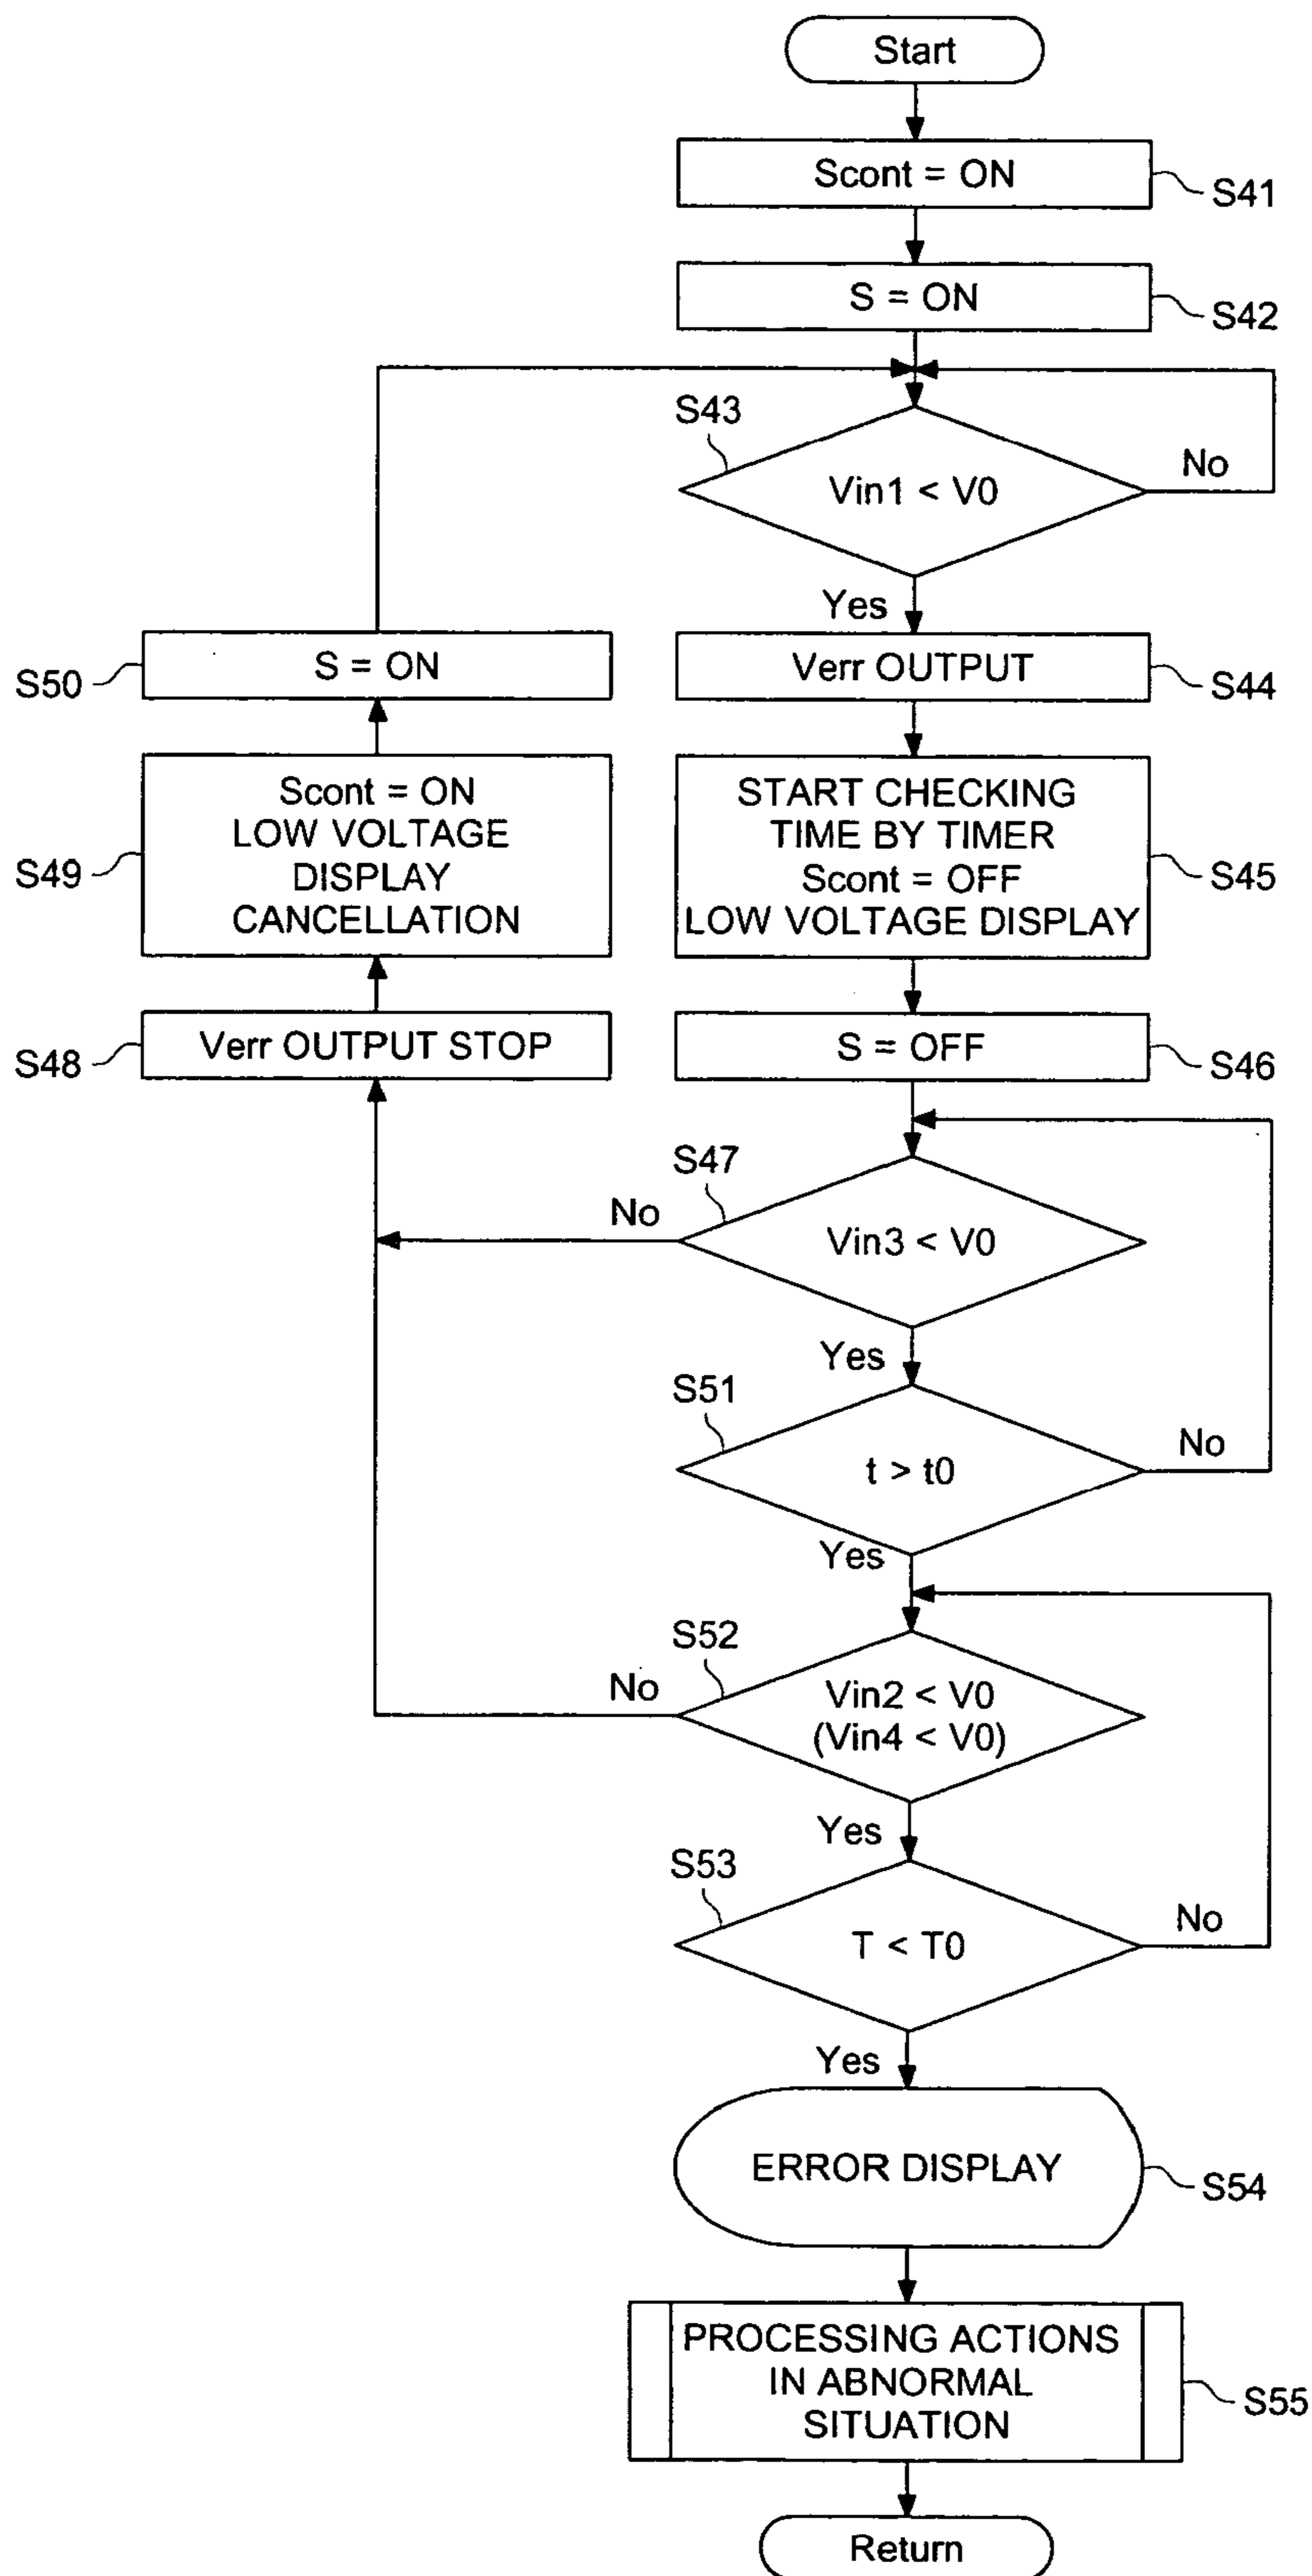 Start
Scont = ON
S41
S = ON
S42
S43
Vin1 < V0
No
Yes
S50
S = ON
Verr OUTPUT
S44
S49
Scont = ON
LOW VOLTAGE
DISPLAY
CANCELLATION
START CHECKING
TIME BY TIMER
Scont = OFF
LOW VOLTAGE DISPLAY
S45
S48
Verr OUTPUT STOP
S = OFF
S46
S47
No
Vin3 < V0
Yes
S51
t > t0
No
Yes
S52
No
Vin2 < V0
(Vin4 < V0)
Yes
S53
T < T0
No
Yes
ERROR DISPLAY
S54
PROCESSING ACTIONS
IN ABNORMAL
SITUATION
S55
Return